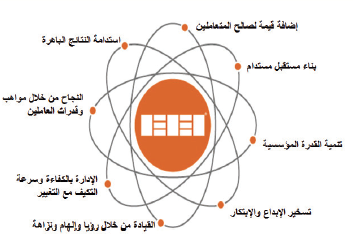 إضافة قيمة لصالح المتعاملين
بناء مستقبل مستدام
تنمية القدرة المؤسسية
تسخير الإبداع والإبتكار
القيادة من خلال رؤيا وإلهام ونزاهة
الإدارة بالكفاءة وسرعة
التكيف مع التغيير
النجاح من خلال مواهب
وقدرات العاملين
استدامة النتائج الباهرة